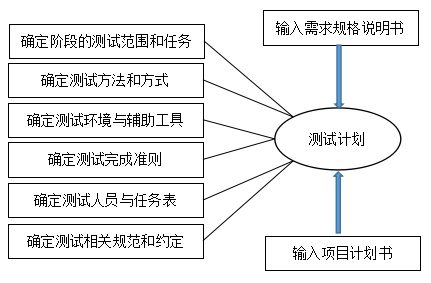 确定阶段的测试范围和任务
输入需求规格说明书
确定测试方法和方式
确定测试环境与辅助工具
测试计划
确定测试完成准则
确定测试人员与任务表
确定测试相关规范和约定
输入项目计划书